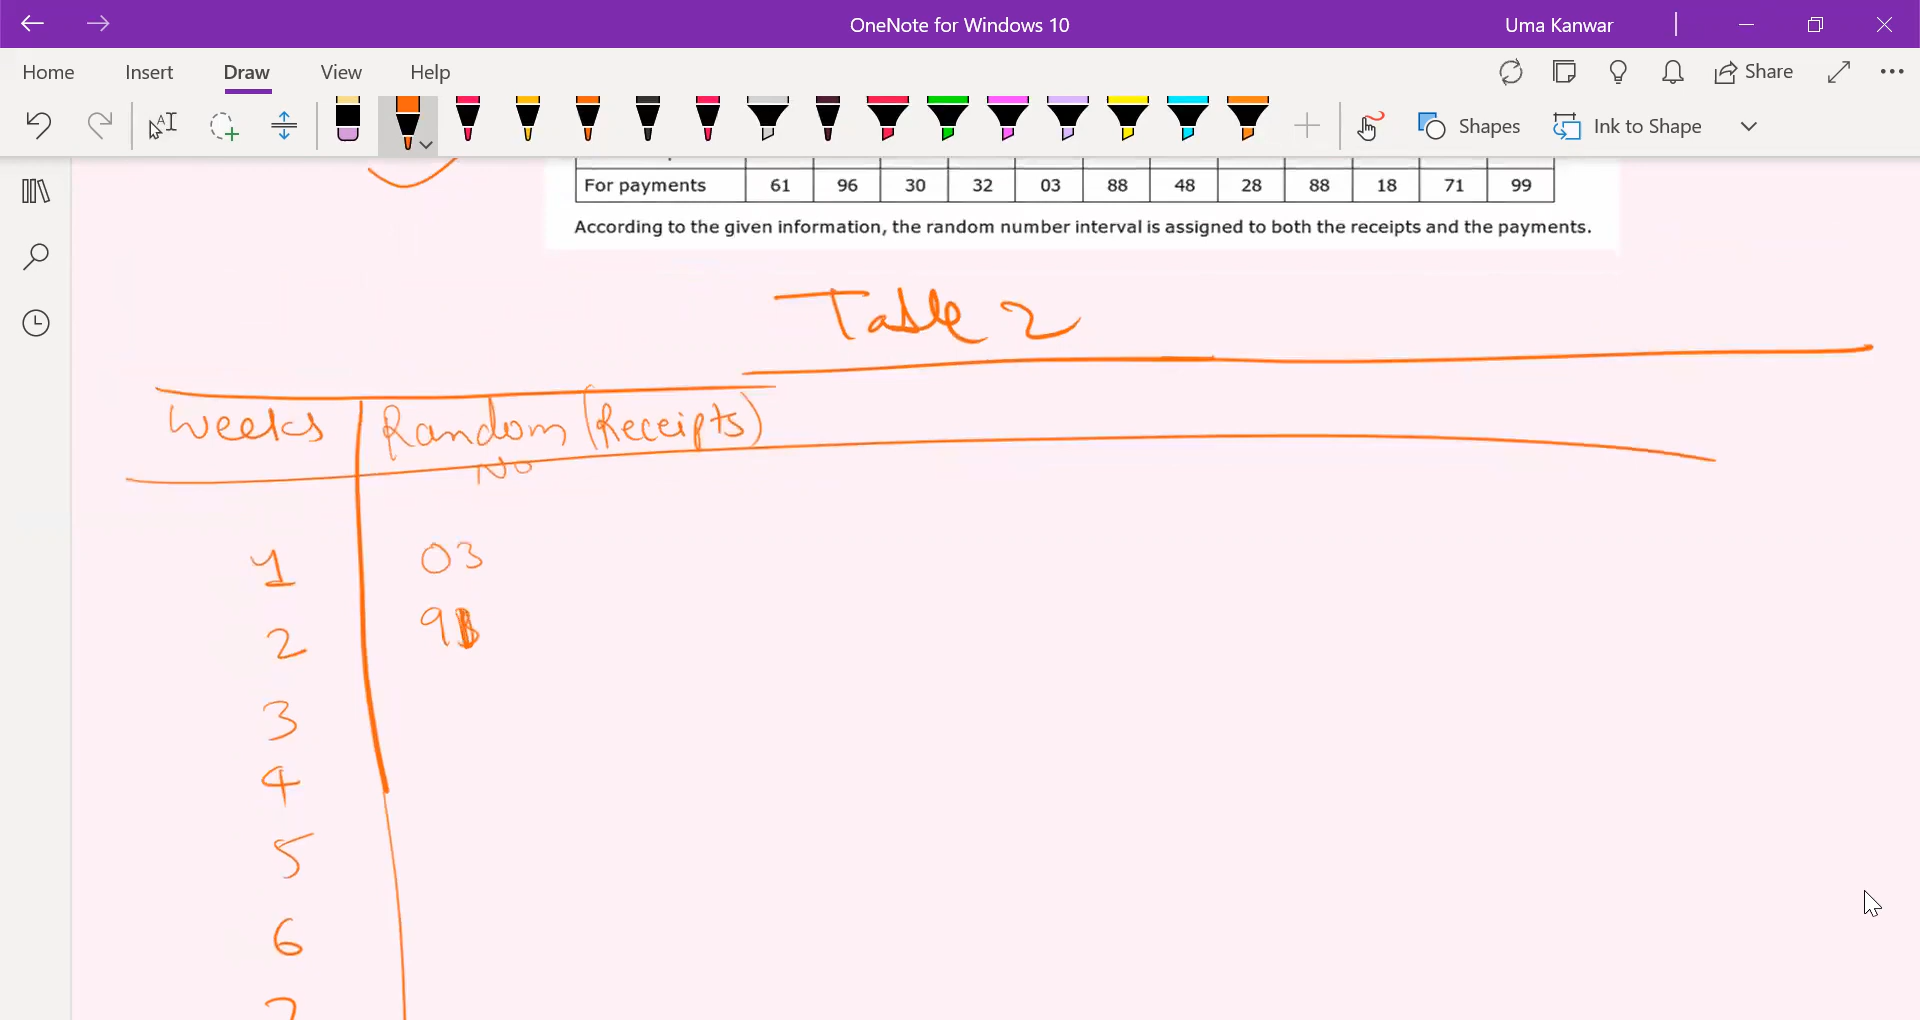 OneNote for Windows 10
Uma Kanwar
Home Insert Draw View Help
Share
Shapes
Ink to Shape
For payments 61 96 30 32 03 88 48 28 88 18 71 99
According to the given information, the random number interval is assigned to both the receipts and the payments.
Table 2
Weeks Random (Receipts)
No
1 03
2 91
3
4
5
6
7